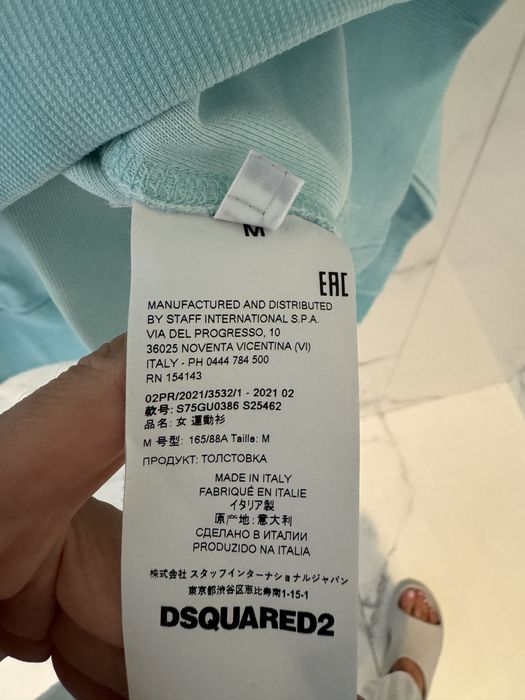 M
EAC
MANUFACTURED AND DISTRIBUTED
BY STAFF INTERNATIONAL S.P.A.
VIA DEL PROGRESSO, 10
36025 NOVENTA VICENTINA (VI)
ITALY - PH 0444 784 500
RN 154143
02PR/2021/3532/1 - 2021 02
款号: S75GU0386 S25462
品名: 女 運動衫
M 号型: 165/88A Taille: M
ПРОДУКТ: ТОЛСТОВКА
MADE IN ITALY
FABRIQUÉ EN ITALIE
イタリア製
原产地: 意大利
СДЕЛАНО В ИТАЛИИ
PRODUZIDO NA ITALIA
株式会社 スタッフインターナショナルジャパン
東京都渋谷区恵比寿南1-15-1
DSQUARED2